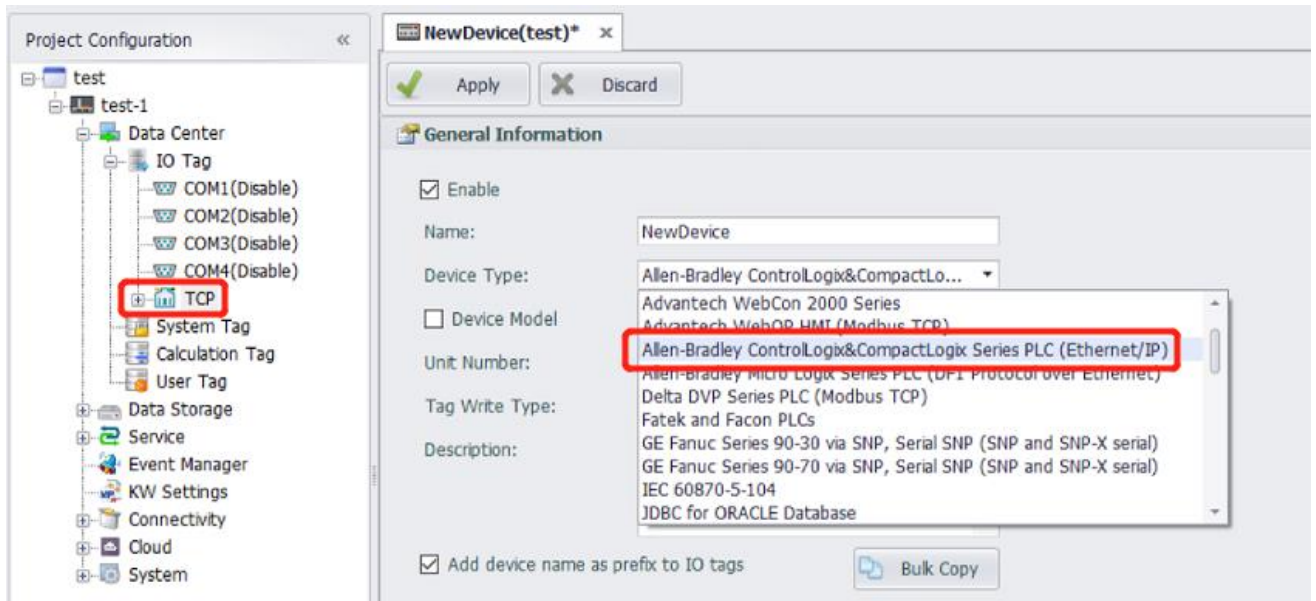 Project Configuration «
test
test-1
Data Center
IO Tag
COM1(Disable)
COM2(Disable)
COM3(Disable)
COM4(Disable)
TCP
System Tag
Calculation Tag
User Tag
Data Storage
Service
Event Manager
KW Settings
Connectivity
Cloud
System
NewDevice(test)* ×
Apply Discard
General Information
Enable
Name: NewDevice
Device Type: Allen-Bradley ControlLogix&CompactLo...
Advantech WebCon 2000 Series
Device Model
Advantech WebOP HMI (Modbus TCP)
Allen-Bradley ControlLogix&CompactLogix Series PLC (Ethernet/IP)
Unit Number:
Allen-Bradley Micro Logix Series PLC (DF1 Protocol over Ethernet)
Delta DVP Series PLC (Modbus TCP)
Tag Write Type:
Fatek and Facon PLCs
GE Fanuc Series 90-30 via SNP, Serial SNP (SNP and SNP-X serial)
Description:
GE Fanuc Series 90-70 via SNP, Serial SNP (SNP and SNP-X serial)
IEC 60870-5-104
JDBC for ORACLE Database
Add device name as prefix to IO tags Bulk Copy